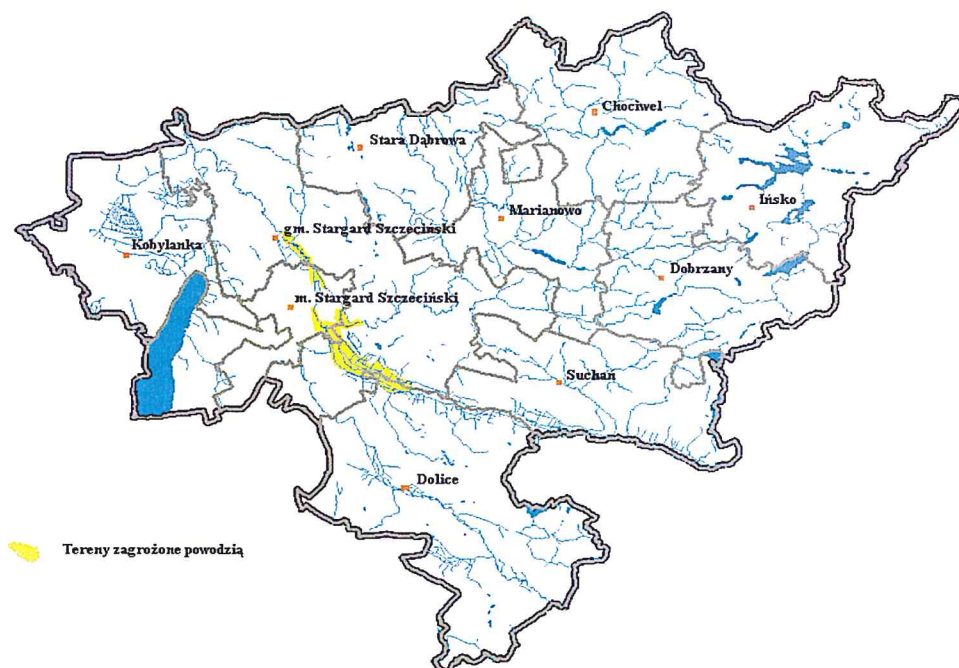 Chociwel
Stara Dąbrowa
Ińsko
Marianowo
gm. Stargard Szczeciński
Kobylanka
Dobrzany
m. Stargard Szczeciński
Suchań
Dolice
Tereny zagrożone powodzią